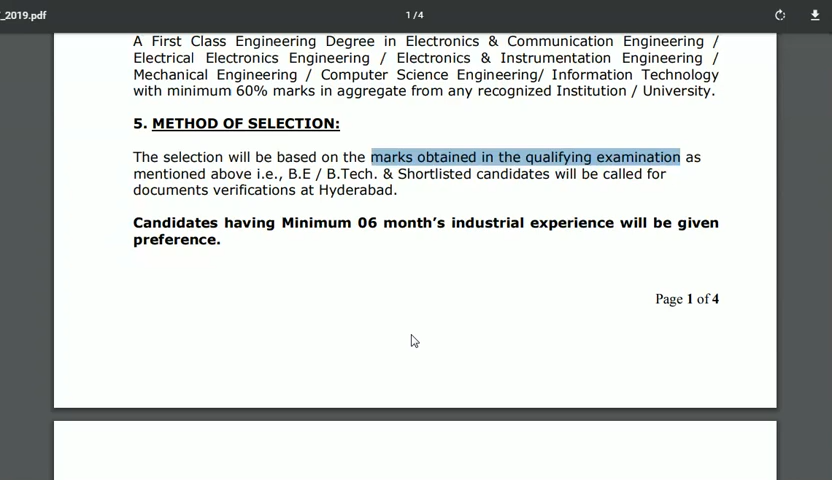 _2019.pdf
1 / 4
A First Class Engineering Degree in Electronics & Communication Engineering /
Electrical Electronics Engineering / Electronics & Instrumentation Engineering /
Mechanical Engineering / Computer Science Engineering/ Information Technology
with minimum 60% marks in aggregate from any recognized Institution / University.
5. METHOD OF SELECTION:
The selection will be based on the marks obtained in the qualifying examination as
mentioned above i.e., B.E / B.Tech. & Shortlisted candidates will be called for
documents verifications at Hyderabad.
Candidates having Minimum 06 month’s industrial experience will be given
preference.
Page 1 of 4